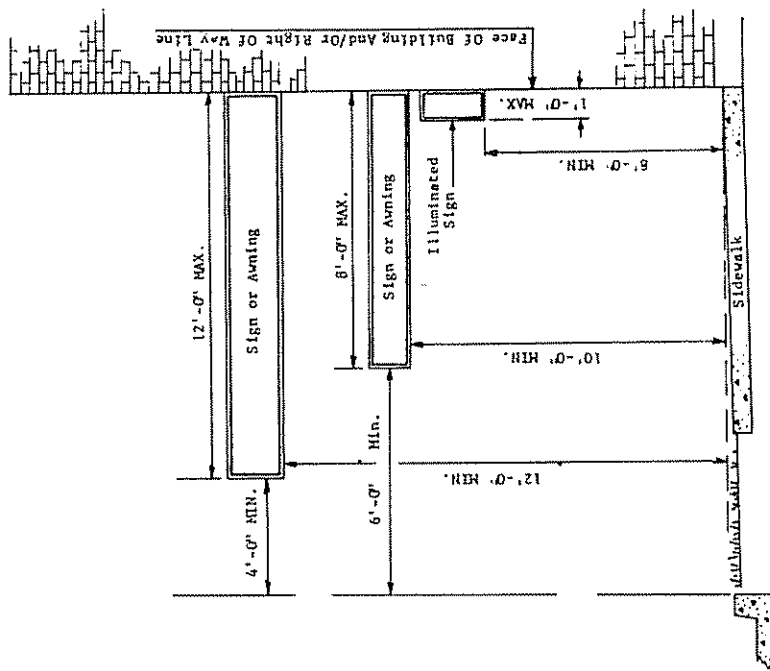 Face Of Building And/Or Right Of Way Line
12'-0" MAX.
Sign or Awning
4'-0" MIN.
12'-0" MIN.
8'-0" MAX.
Sign or Awning
6'-0" Min.
10'-0" MIN.
Illuminated
Sign
1'-0" MAX.
8'-0" MIN.
Sidewalk